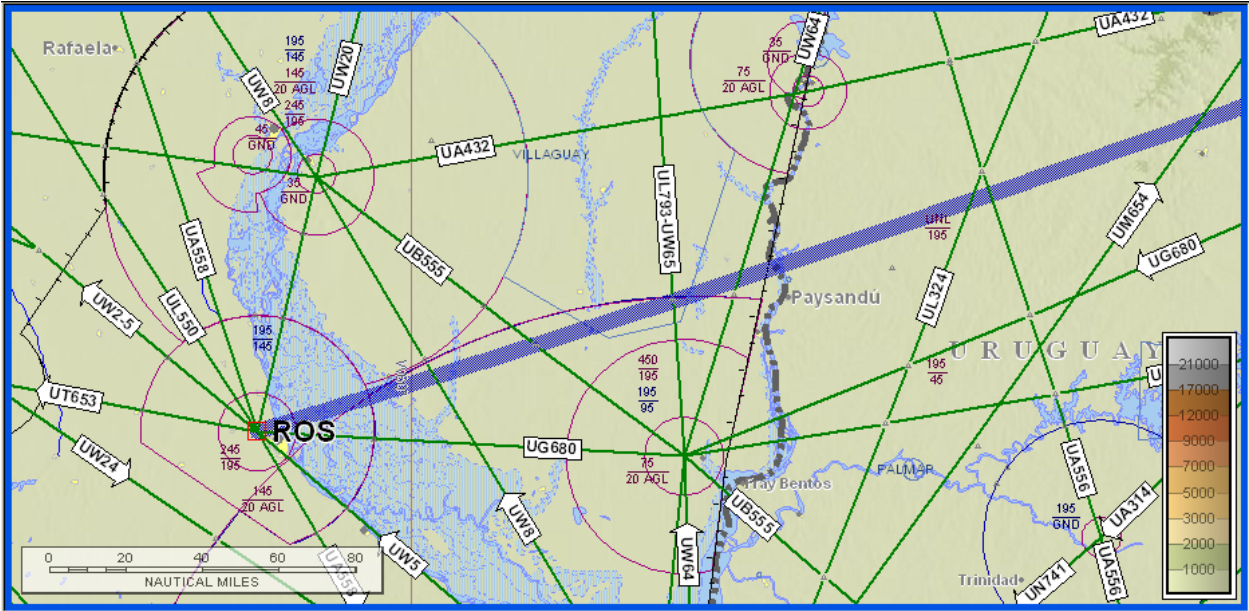 Rafaela
195
145
145
20 AGL
245
195
UW8
UW20
45
GND
35
GND
UA432
VILLAGUAY
75
20 AGL
35
GND
UW64
UA432
UL793-UW65
UA558
UB555
UW2-5
UL550
195
145
UNL
195
UM654
UG680
UL324
Paysandú
URUGUAY
450
195
195
95
195
45
UT653
ROS
245
195
UG680
75
20 AGL
UW24
145
20 AGL
PALMAR
Fray Bentos
UB555
UW8
UA556
195
GND
UA314
UW5
UA558
UW64
UN741
UA556
Trinidad
0 20 40 60 80
NAUTICAL MILES
21000
17000
12000
9000
7000
5000
3000
2000
1000